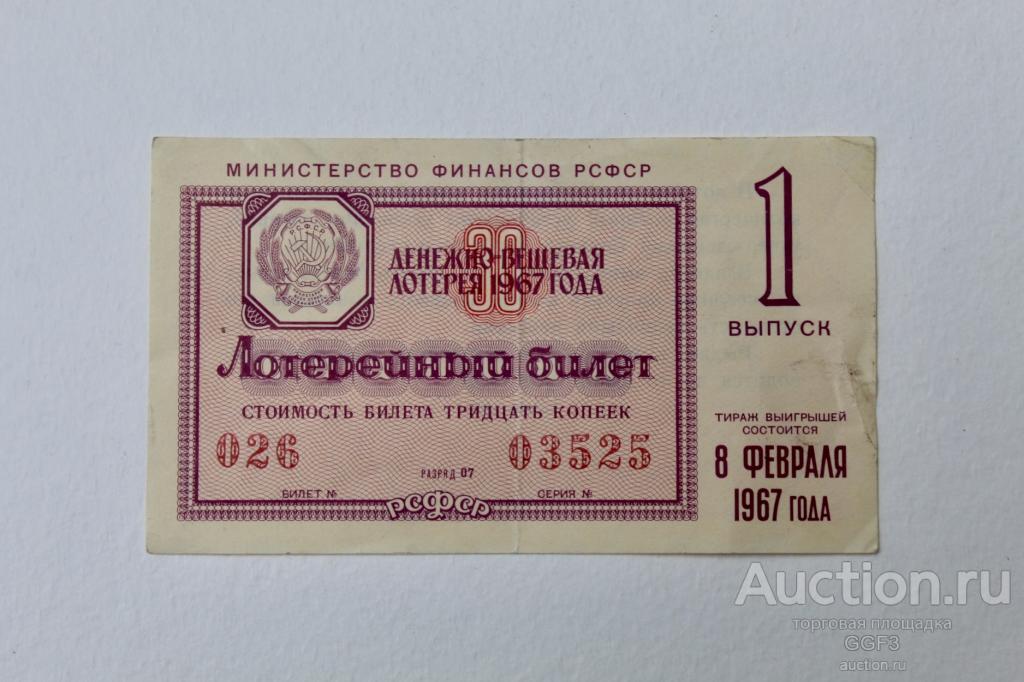 МИНИСТЕРСТВО ФИНАНСОВ РСФСР
РСФСР
30
ДЕНЕЖНО-ВЕЩЕВАЯ
ЛОТЕРЕЯ 1967 ГОДА
Лотерейный билет
СТОИМОСТЬ БИЛЕТА ТРИДЦАТЬ КОПЕЕК
026 03525
РАЗРЯД 07
БИЛЕТ № СЕРИЯ №
РСФСР
1
ВЫПУСК
ТИРАЖ ВЫИГРЫШЕЙ
СОСТОИТСЯ
8 ФЕВРАЛЯ
1967 ГОДА
Auction.ru
торговая площадка
GGF3
auction.ru